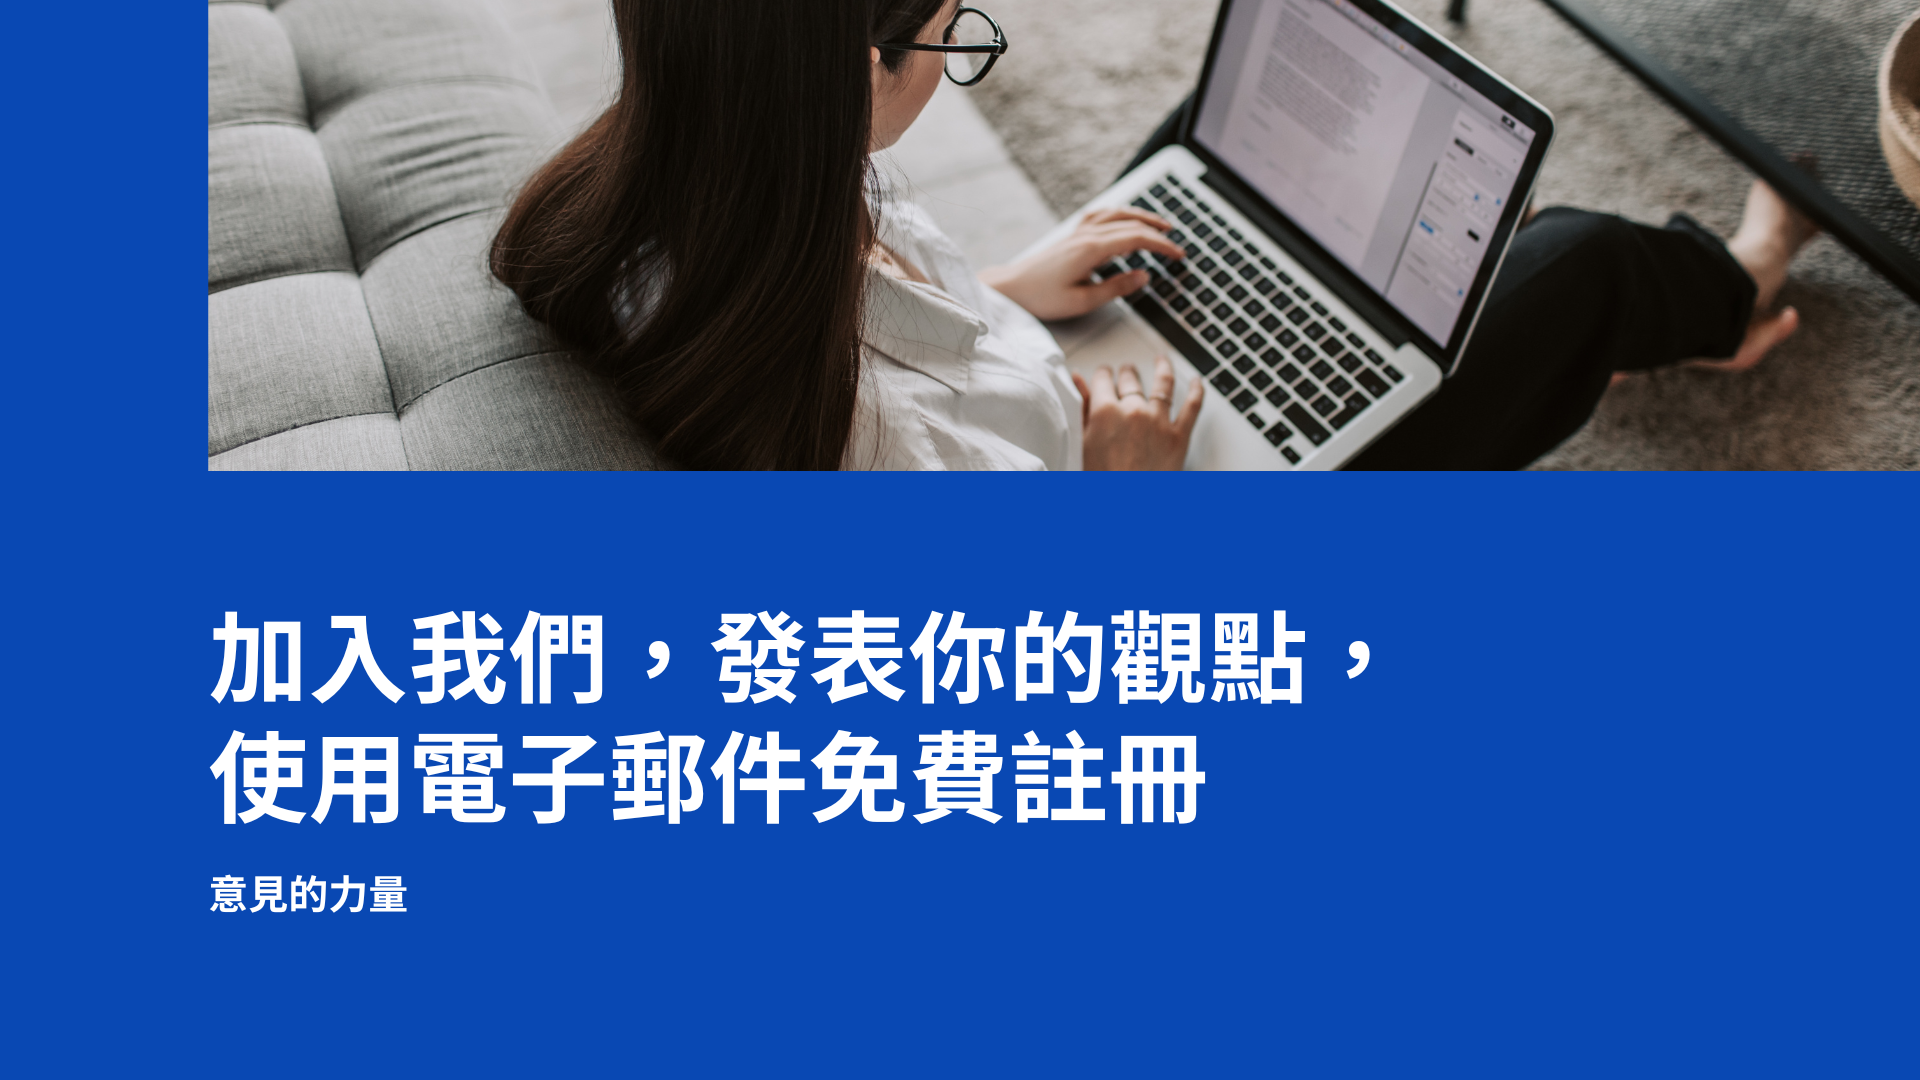 加入我們，發表你的觀點，
使用電子郵件免費註冊
意見的力量